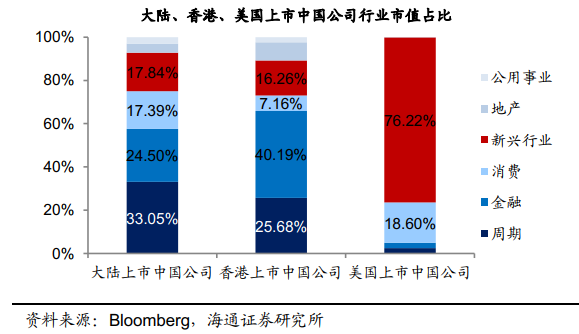 大陆、香港、美国上市中国公司行业市值占比
100%
80%
60%
40%
20%
0%
17.84%
17.39%
24.50%
33.05%
16.26%
7.16%
40.19%
25.68%
76.22%
18.60%
大陆上市中国公司
香港上市中国公司
美国上市中国公司
公用事业
地产
新兴行业
消费
金融
周期
资料来源：Bloomberg，海通证券研究所